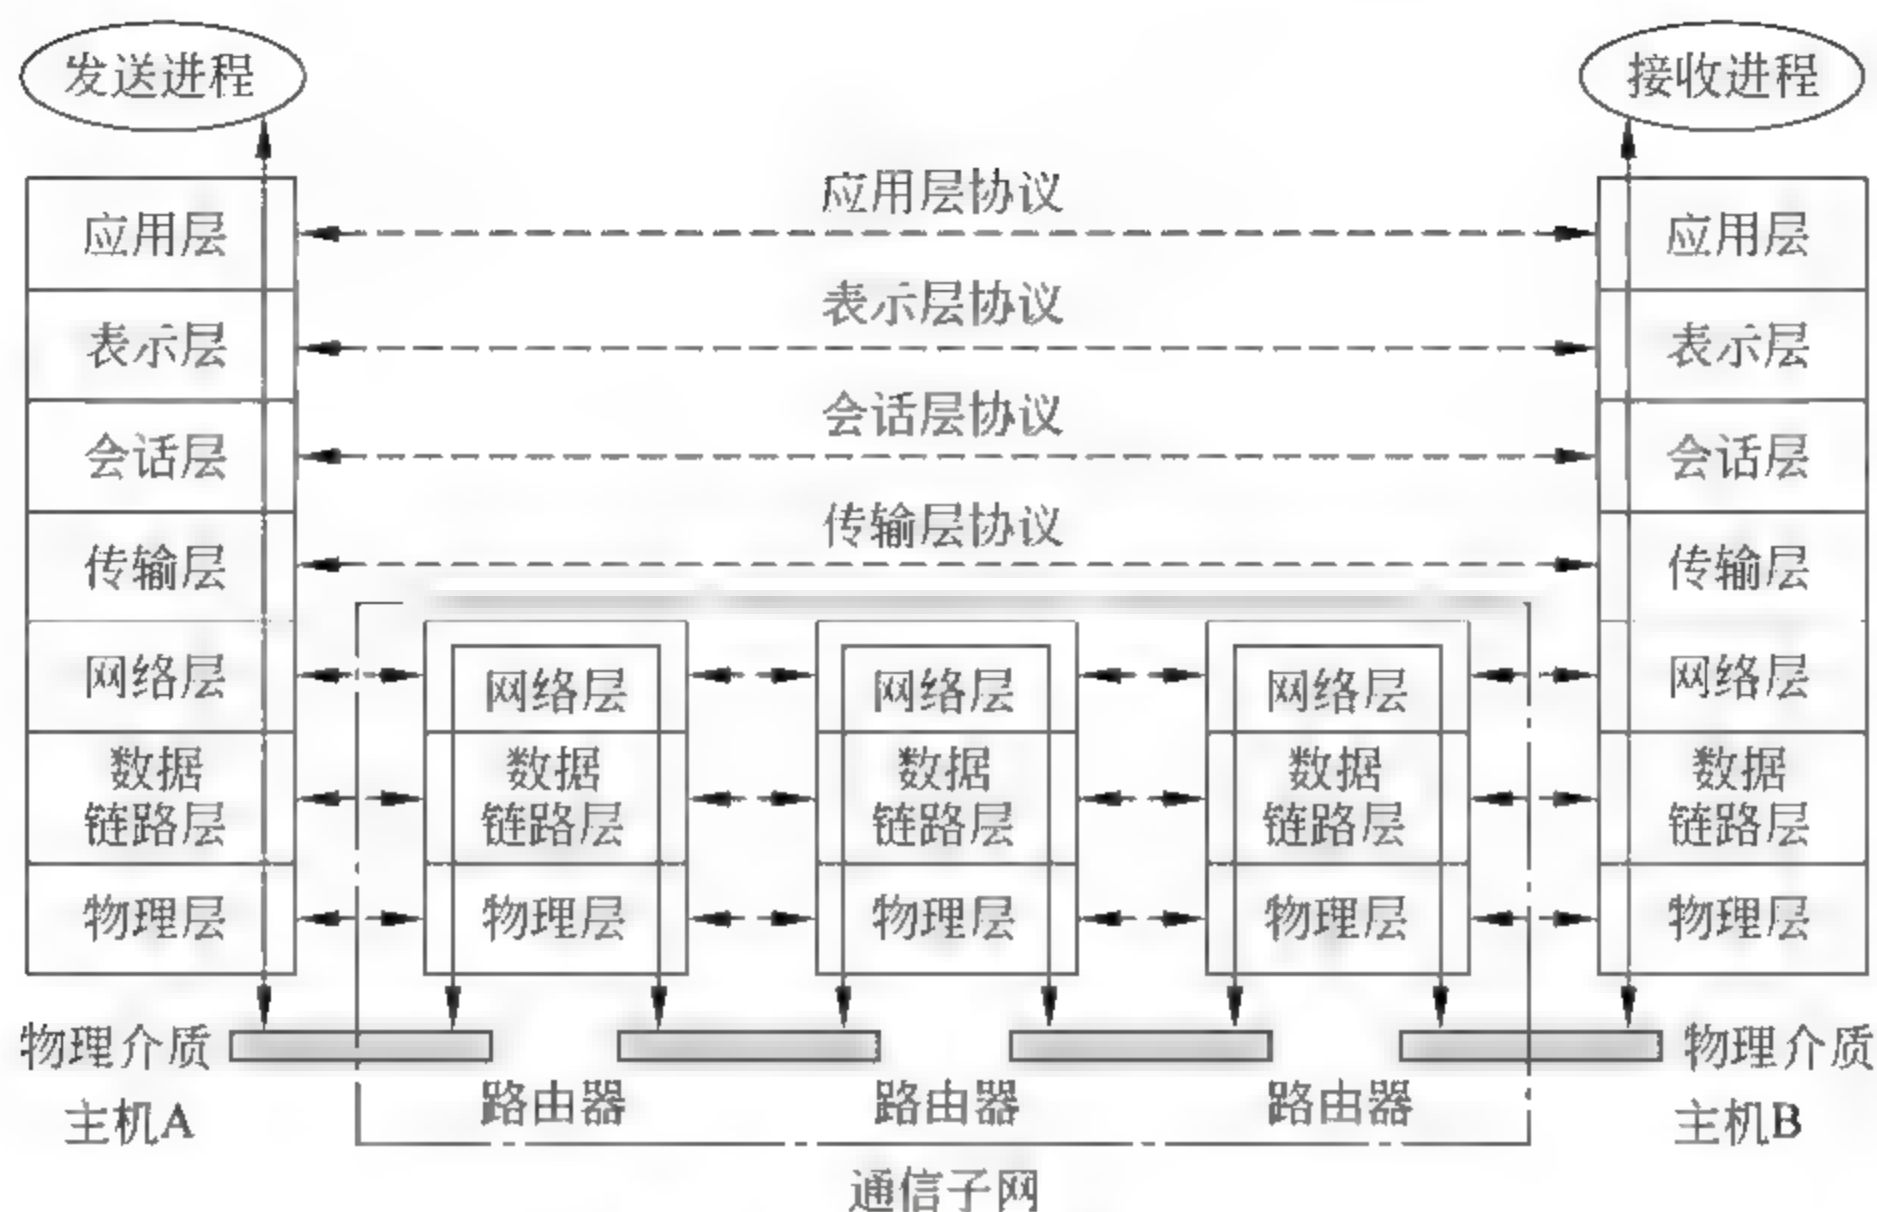 发送进程
接收进程
应用层
应用层协议
应用层
表示层
表示层协议
表示层
会话层
会话层协议
会话层
传输层
传输层协议
传输层
网络层
网络层
网络层
网络层
网络层
数据
链路层
数据
链路层
数据
链路层
数据
链路层
数据
链路层
物理层
物理层
物理层
物理层
物理层
物理介质
物理介质
路由器
路由器
路由器
主机A
主机B
通信子网